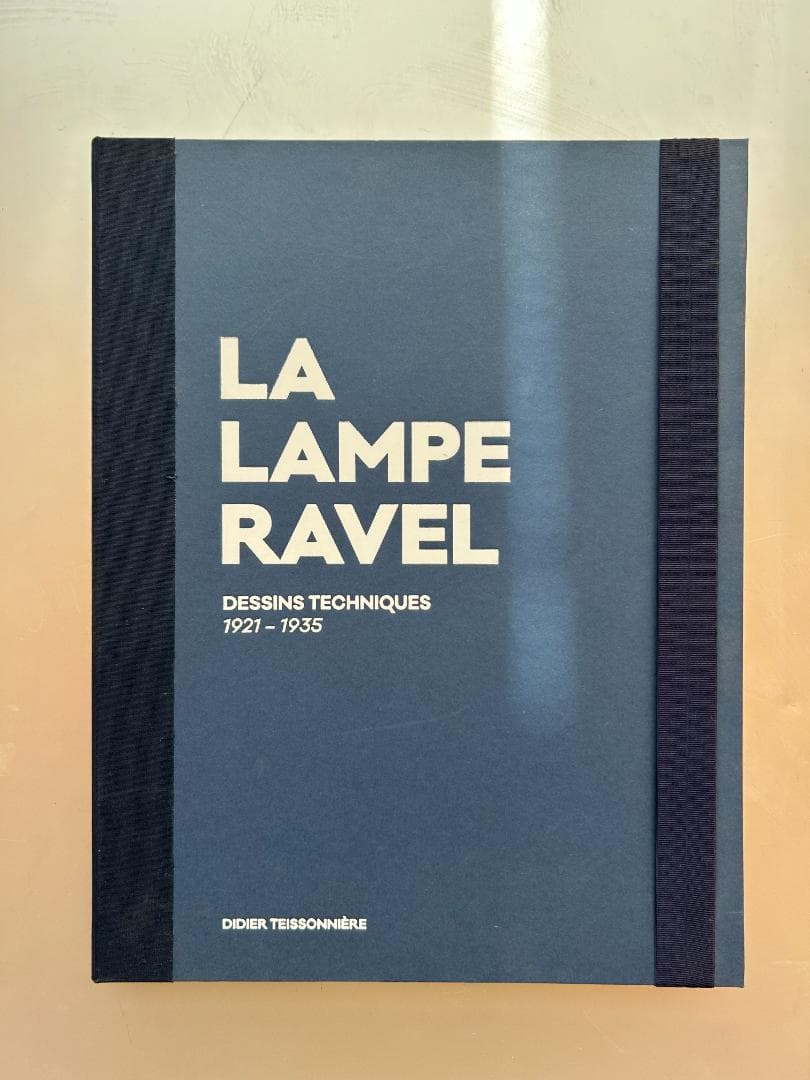 LA
LAMPE
RAVEL
DESSINS TECHNIQUES
1921 – 1935
DIDIER TEISSONNIÈRE